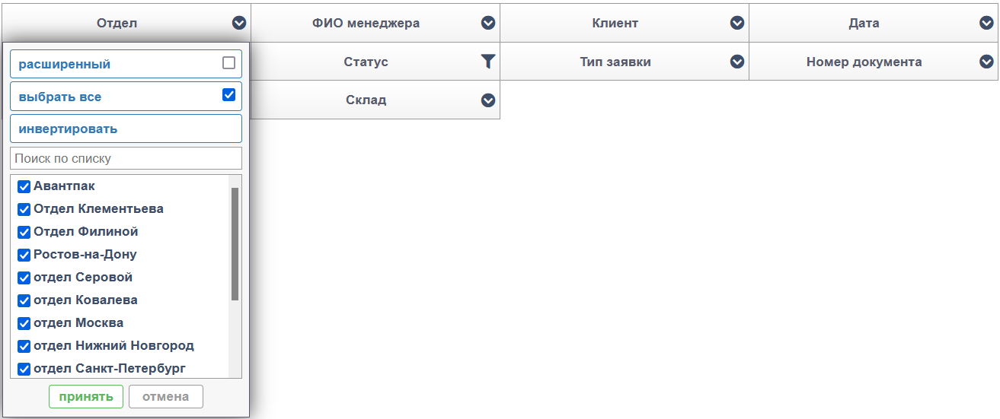 Отдел
ФИО менеджера
Клиент
Дата
Статус
Тип заявки
Номер документа
Склад
расширенный
выбрать все
инвертировать
Поиск по списку
Авантпак
Отдел Клементьева
Отдел Филиной
Ростов-на-Дону
отдел Серовой
отдел Ковалева
отдел Москва
отдел Нижний Новгород
отдел Санкт-Петербург
принять
отмена